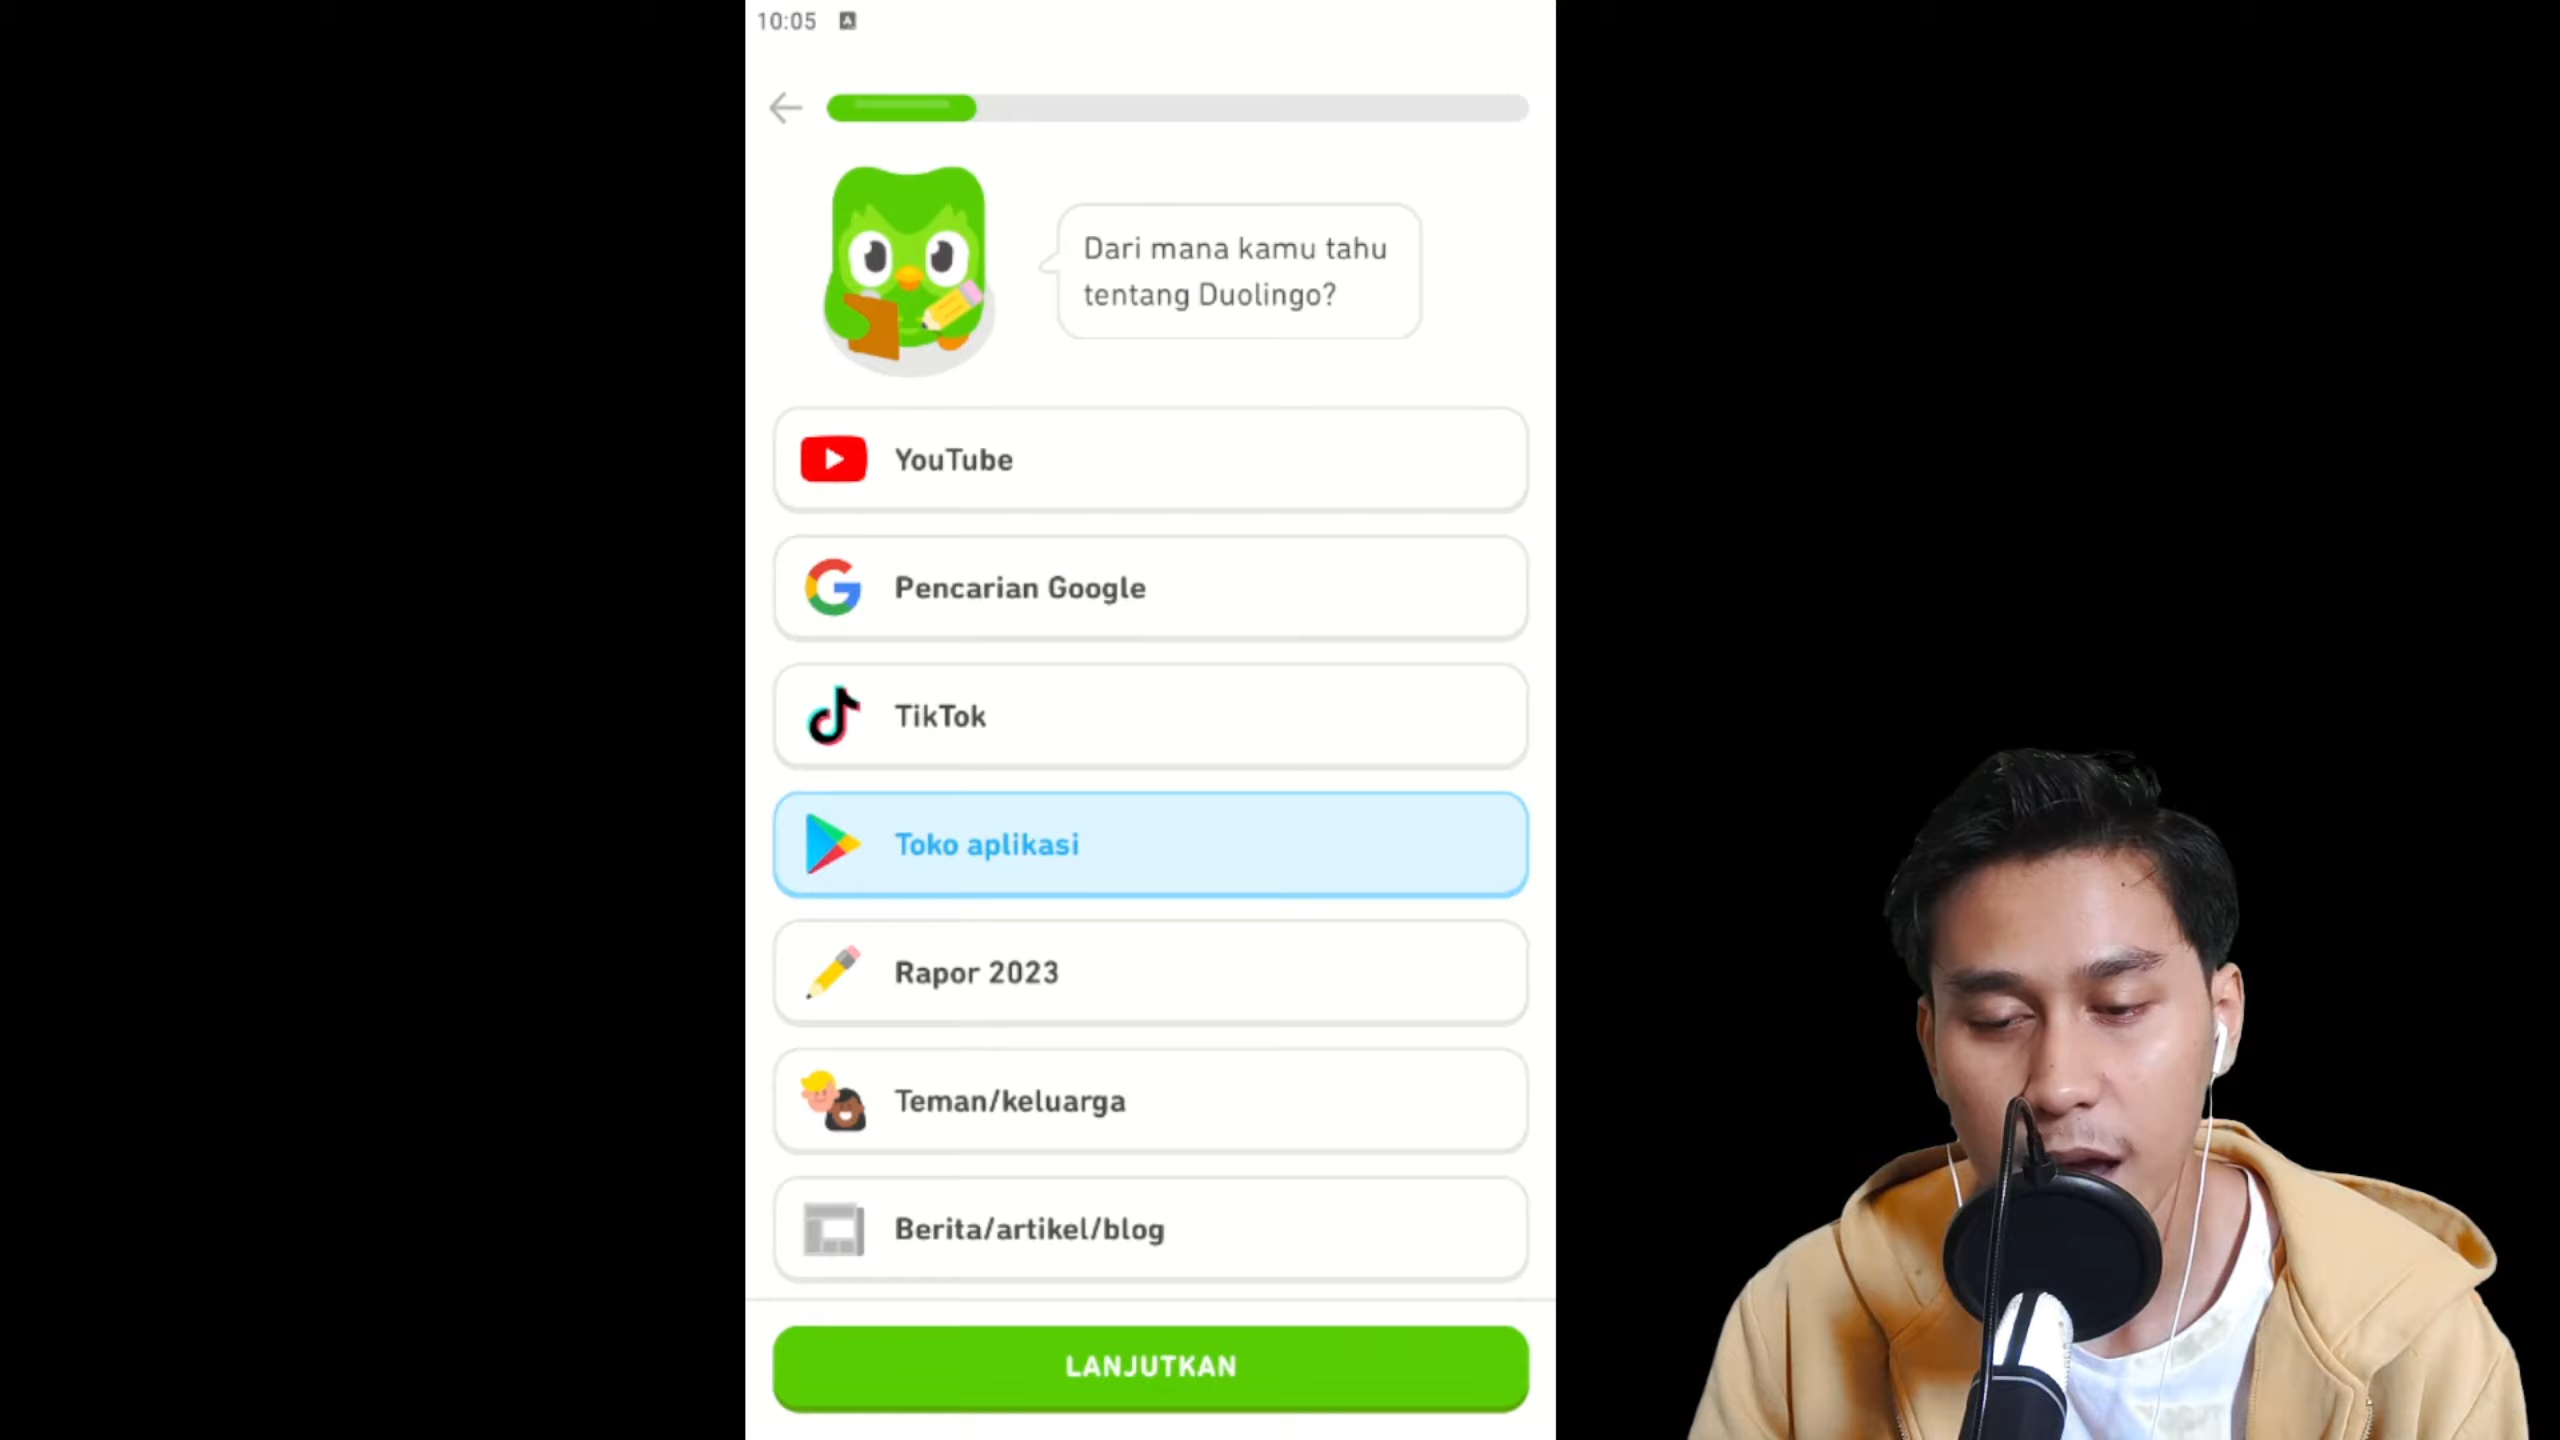 10:05
Dari mana kamu tahu
tentang Duolingo?
YouTube
Pencarian Google
TikTok
Toko aplikasi
Rapor 2023
Teman/keluarga
Berita/artikel/blog
LANJUTKAN